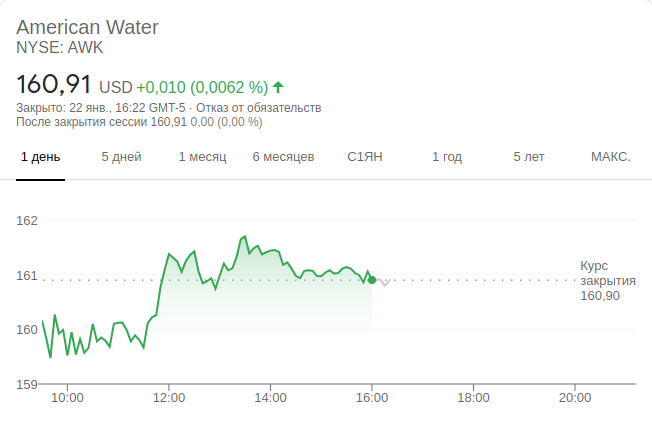 American Water
NYSE: AWK
160,91 USD +0,010 (0,0062 %)
Закрыто: 22 янв., 16:22 GMT-5 · Отказ от обязательств
После закрытия сессии 160,91 0,00 (0,00 %)
1 день 5 дней 1 месяц 6 месяцев С1ЯН 1 год 5 лет МАКС.
162
161
160
159
Курс
закрытия
160,90
10:00 12:00 14:00 16:00 18:00 20:00